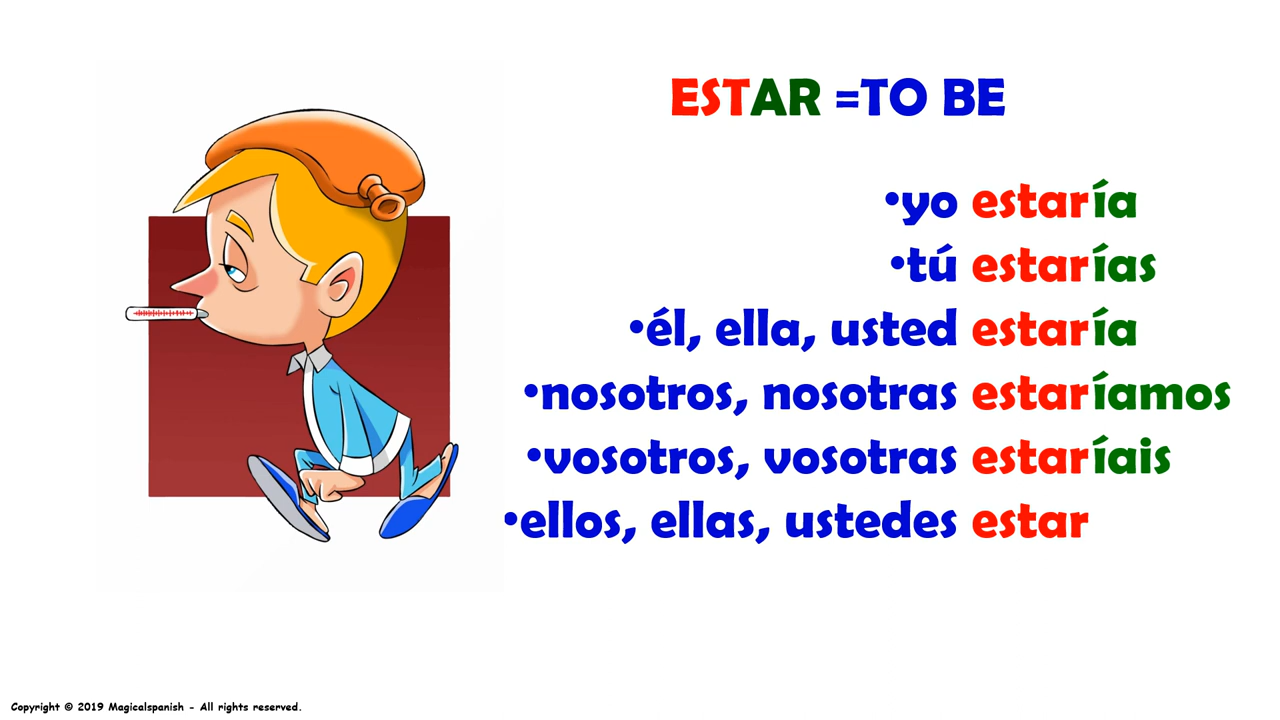 ESTAR =TO BE
•yo estaría
•tú estarías
•él, ella, usted estaría
•nosotros, nosotras estaríamos
•vosotros, vosotras estaríais
•ellos, ellas, ustedes estar
Copyright © 2019 Magicalspanish - All rights reserved.